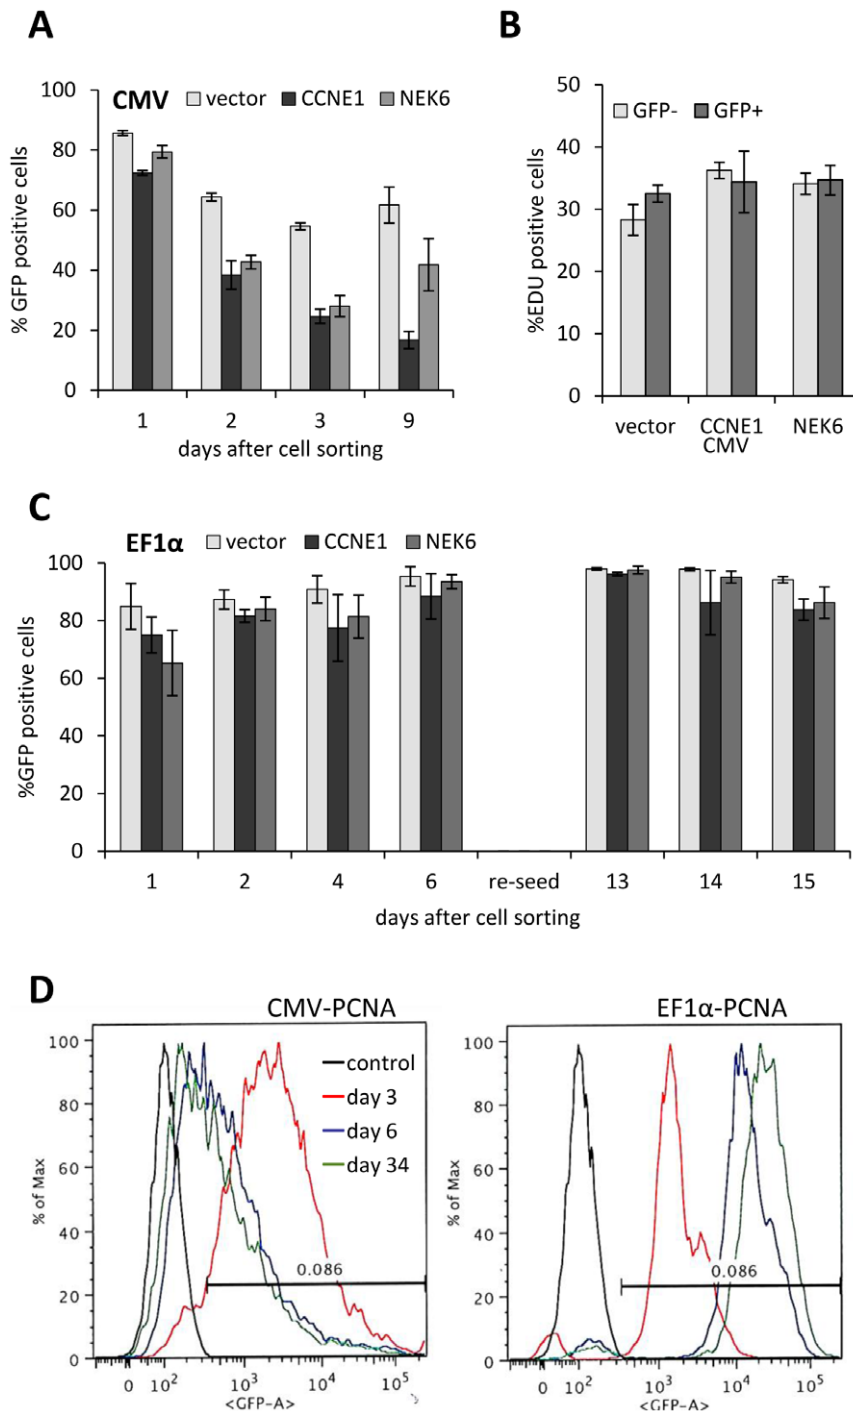 A
CMV vector CCNE1 NEK6
% GFP positive cells
100
80
60
40
20
0
1 2 3 9
days after cell sorting
B
GFP- GFP+
%EDU positive cells
50
40
30
20
10
0
vector CCNE1 NEK6
CMV
C
EF1α vector CCNE1 NEK6
%GFP positive cells
100
80
60
40
20
0
1 2 4 6 re-seed 13 14 15
days after cell sorting
D
CMV-PCNA
% of Max
100
80
60
40
20
0
control
day 3
day 6
day 34
0.086
0 10² 10³ 10⁴ 10⁵
<GFP-A>
EF1α-PCNA
% of Max
100
80
60
40
20
0
0.086
0 10² 10³ 10⁴ 10⁵
<GFP-A>